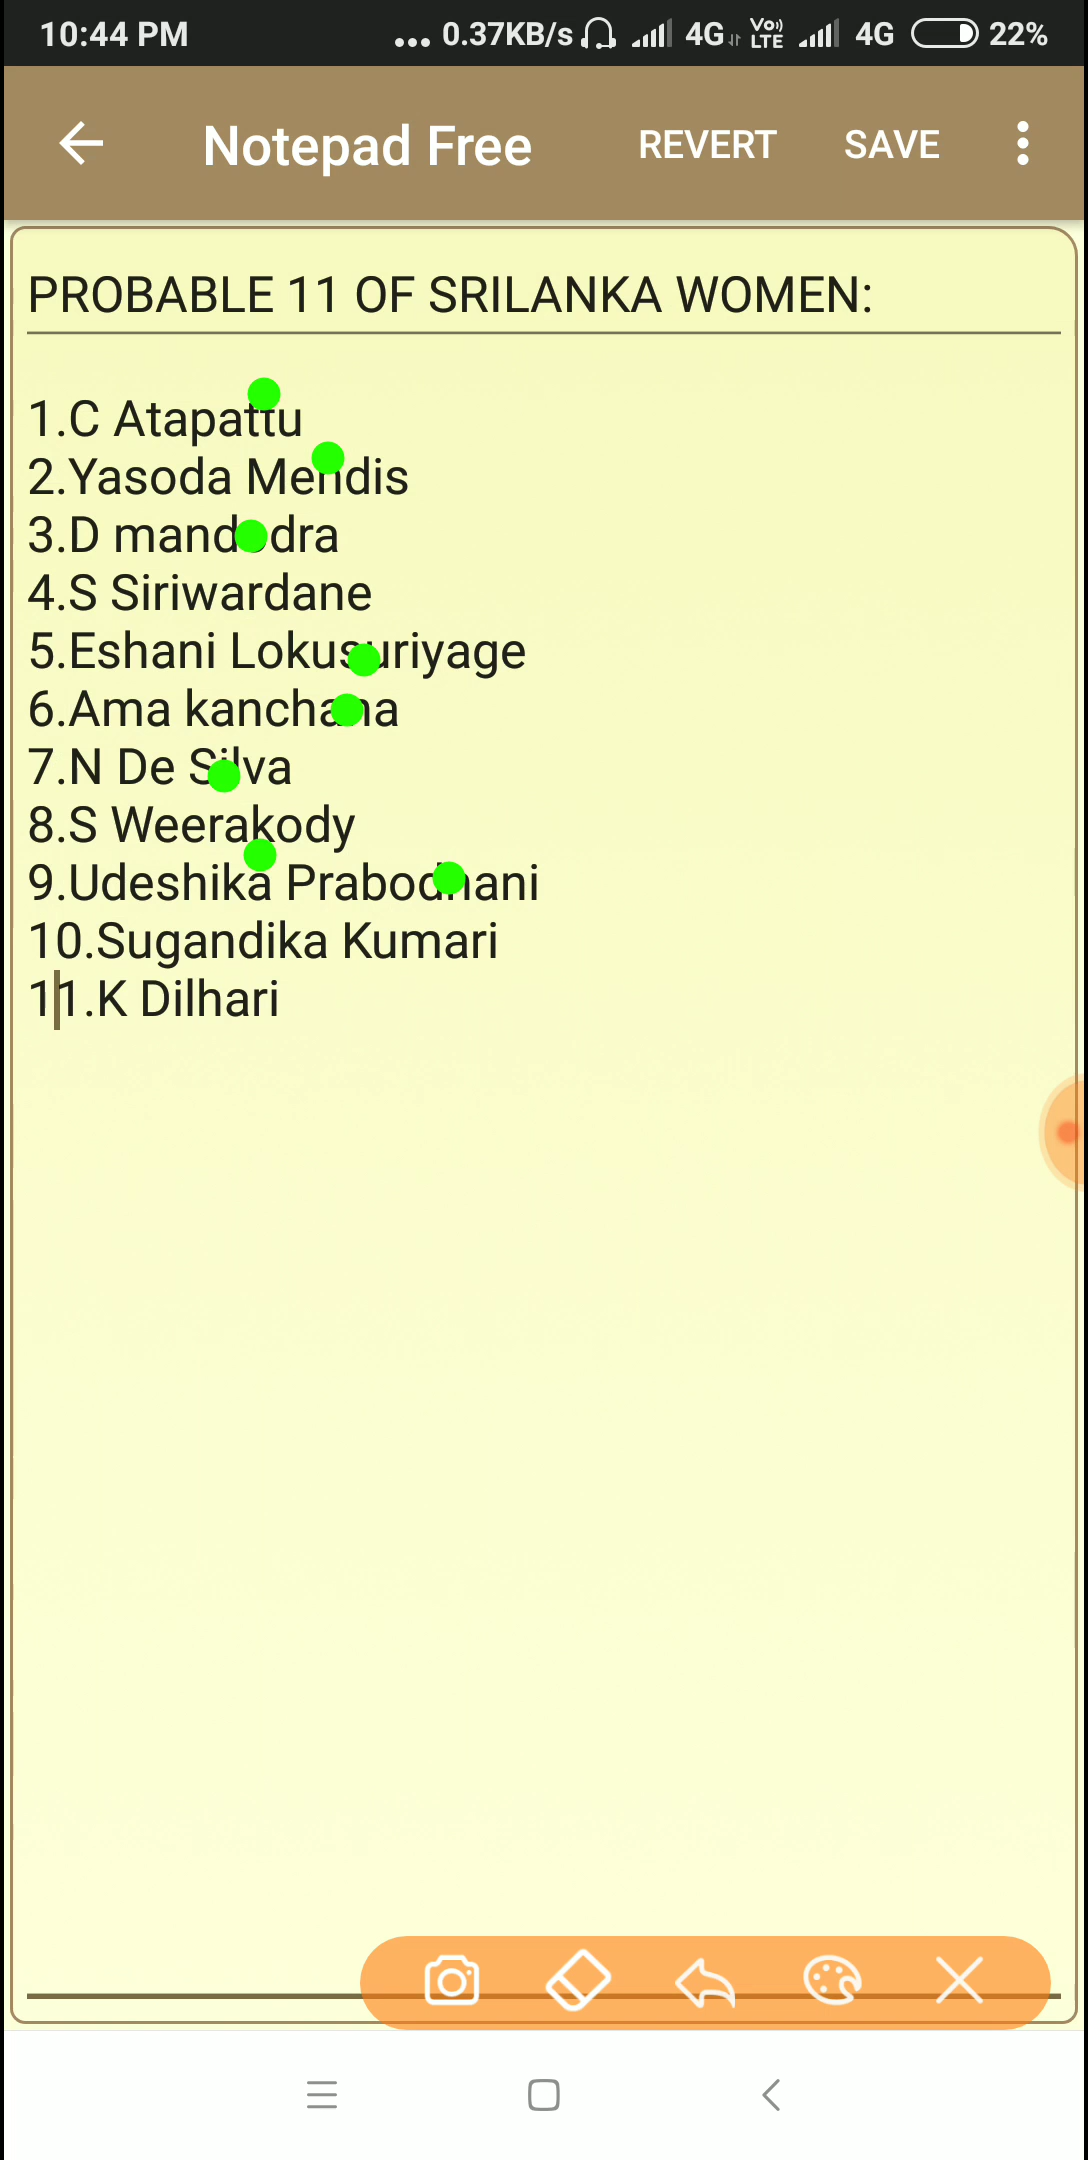 10:44 PM ... 0.37KB/s 4G Vo)) LTE 4G 22%
Notepad Free REVERT SAVE
PROBABLE 11 OF SRILANKA WOMEN:
1.C Atapattu
2.Yasoda Mendis
3.D mandodra
4.S Siriwardane
5.Eshani Lokusuriyage
6.Ama kanchana
7.N De Silva
8.S Weerakody
9.Udeshika Prabodhani
10.Sugandika Kumari
11.K Dilhari